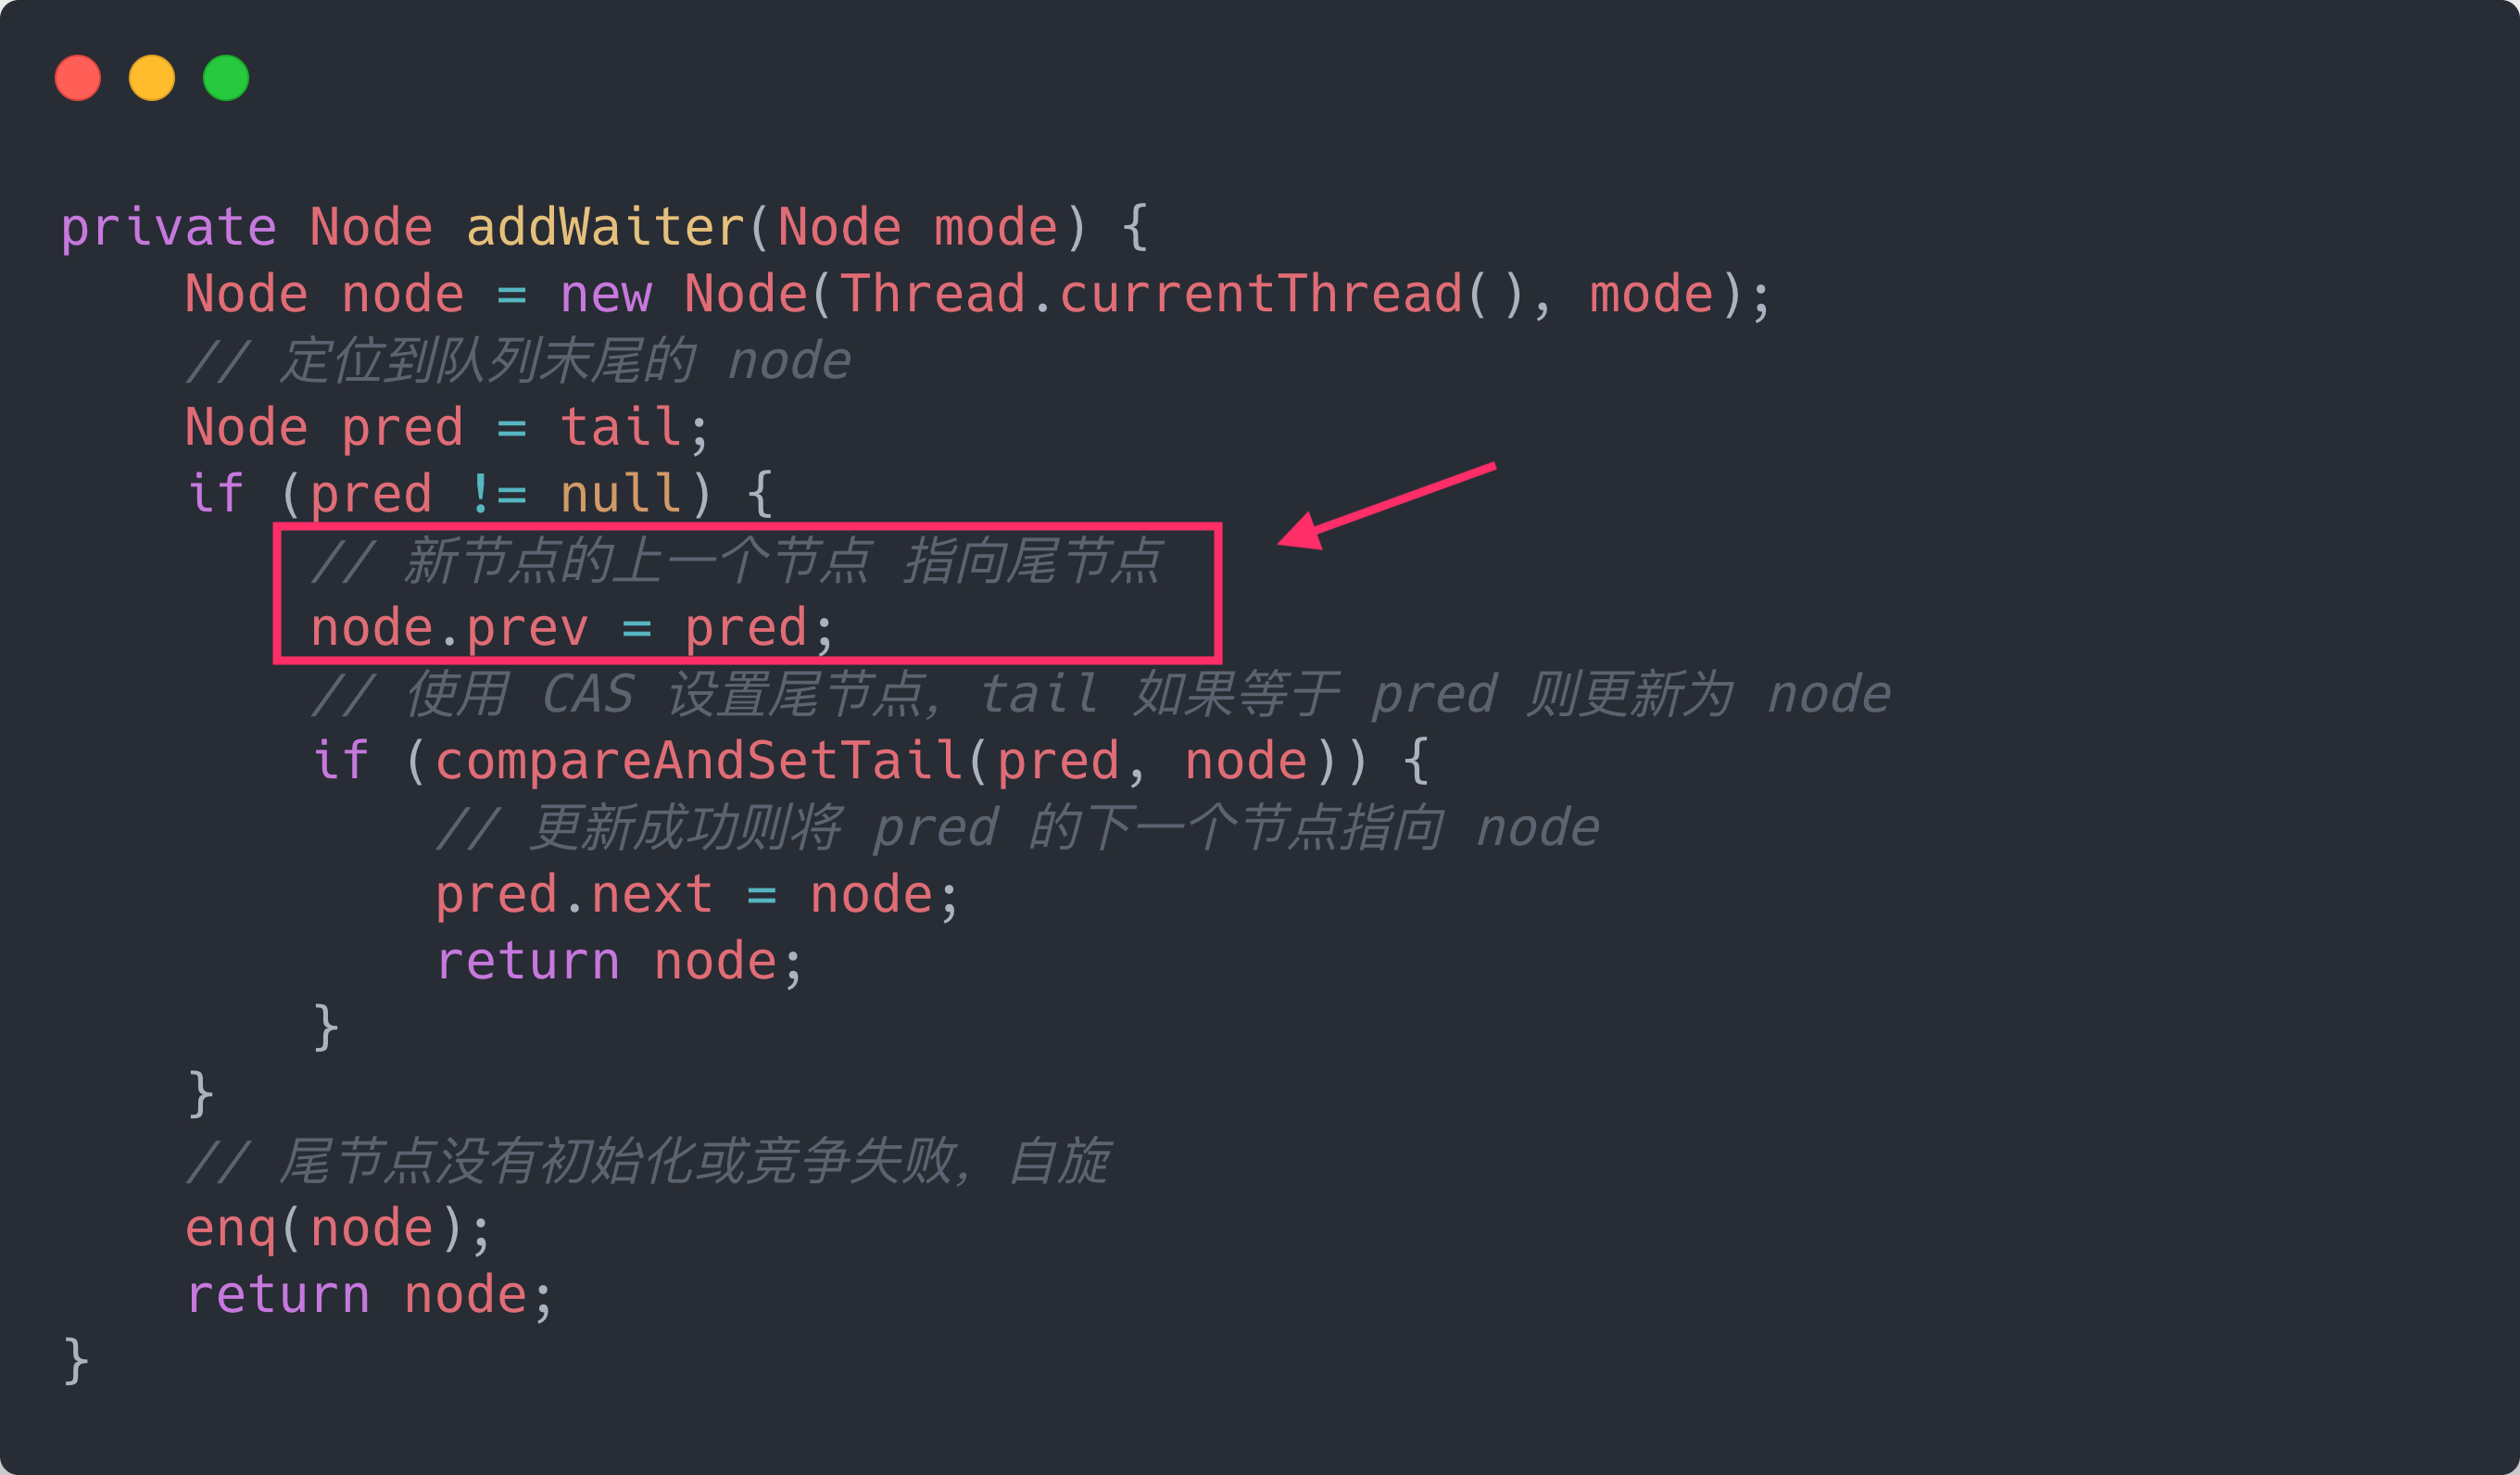 private Node addWaiter(Node mode) {
    Node node = new Node(Thread.currentThread(), mode);
    // 定位到队列末尾的 node
    Node pred = tail;
    if (pred != null) {
        // 新节点的上一个节点 指向尾节点
        node.prev = pred;
        // 使用 CAS 设置尾节点，tail 如果等于 pred 则更新为 node
        if (compareAndSetTail(pred, node)) {
            // 更新成功则将 pred 的下一个节点指向 node
            pred.next = node;
            return node;
        }
    }
    // 尾节点没有初始化或竞争失败，自旋
    enq(node);
    return node;
}